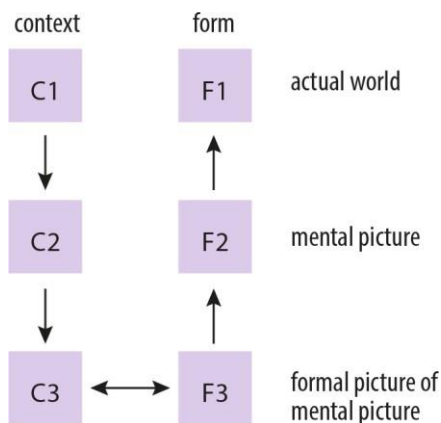 context form
C1 F1 actual world
C2 F2 mental picture
C3 F3 formal picture of
mental picture